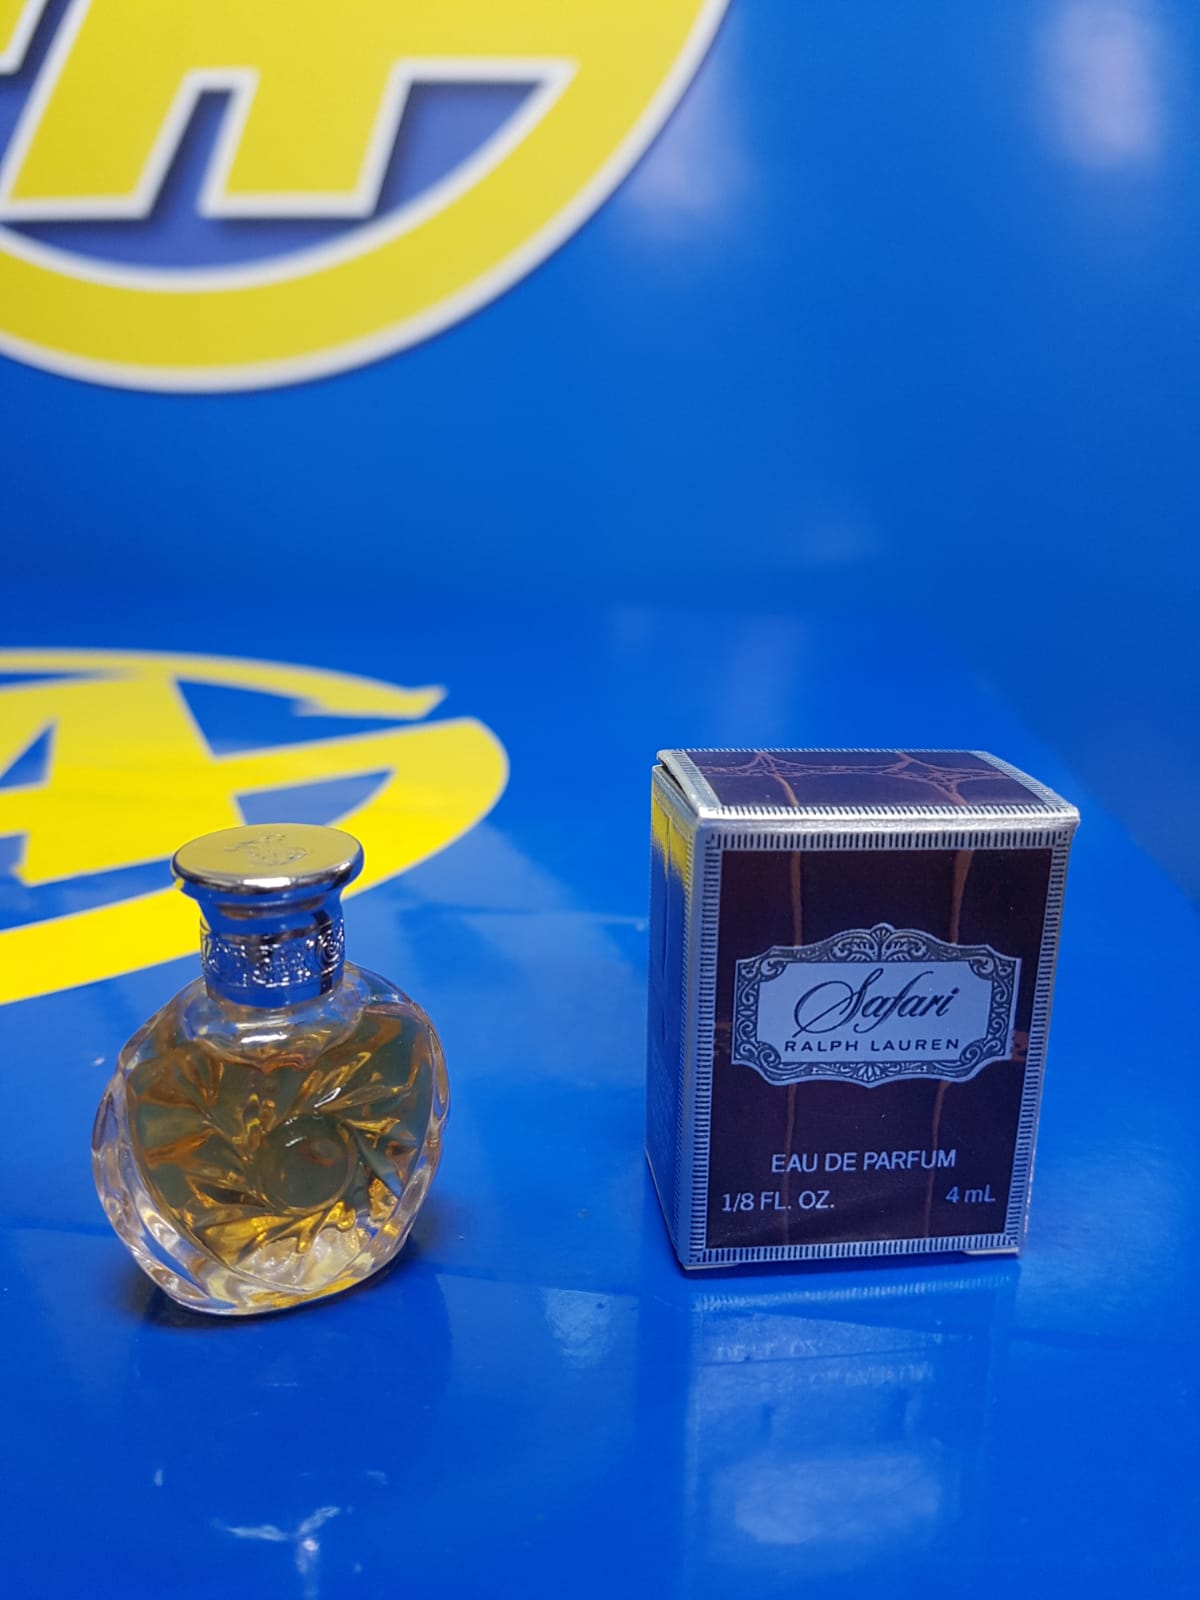 Safari
RALPH LAUREN
EAU DE PARFUM
1/8 FL. OZ. 4 mL